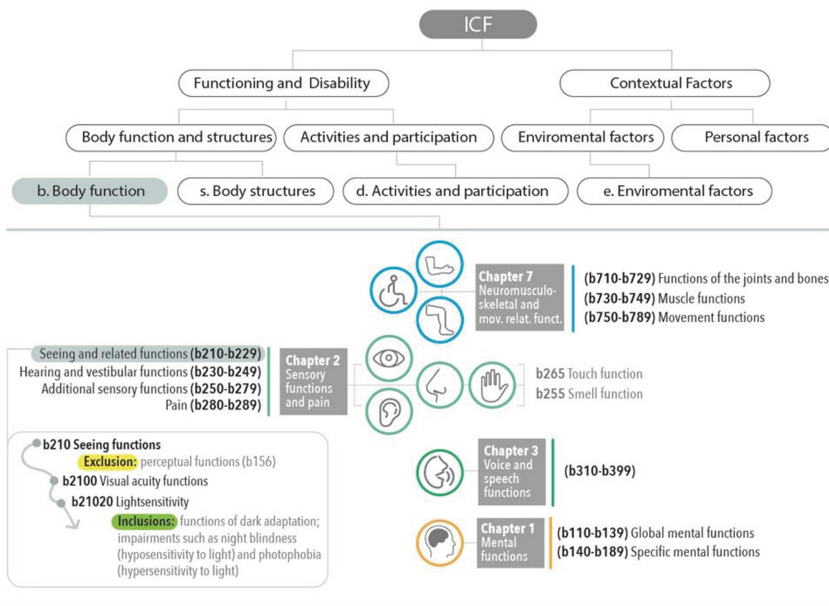 ICF
Functioning and Disability
Contextual Factors
Body function and structures
Activities and participation
Enviromental factors
Personal factors
b. Body function
s. Body structures
d. Activities and participation
e. Enviromental factors
Chapter 7
Neuromusculo-
skeletal and
mov. relat. funct.
(b710-b729) Functions of the joints and bones
(b730-b749) Muscle functions
(b750-b789) Movement functions
Seeing and related functions (b210-b229)
Hearing and vestibular functions (b230-b249)
Additional sensory functions (b250-b279)
Pain (b280-b289)
Chapter 2
Sensory
functions
and pain
b265 Touch function
b255 Smell function
b210 Seeing functions
Exclusion: perceptual functions (b156)
b2100 Visual acuity functions
b21020 Lightsensitivity
Inclusions: functions of dark adaptation;
impairments such as night blindness
(hyposensitivity to light) and photophobia
(hypersensitivity to light)
Chapter 3
Voice and
speech
functions
(b310-b399)
Chapter 1
Mental
functions
(b110-b139) Global mental functions
(b140-b189) Specific mental functions